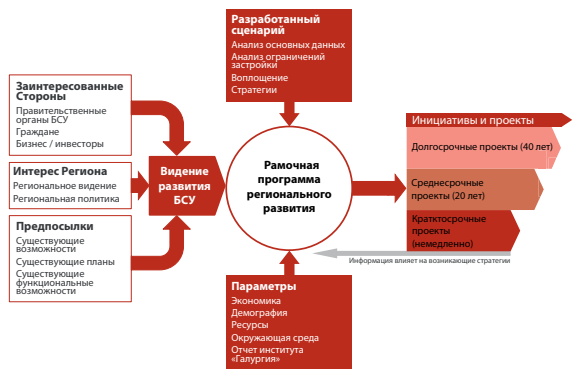 Заинтересованные
Стороны
Правительственные
органы БСУ
Граждане
Бизнес / инвесторы
Интерес Региона
Региональное видение
Региональная политика
Предпосылки
Существующие
возможности
Существующие планы
Существующие
функциональные
возможности
Видение
развития
БСУ
Разработанный
сценарий
Анализ основных данных
Анализ ограничений
застройки
Воплощение
Стратегии
Рамочная
программа
регионального
развития
Параметры
Экономика
Демография
Ресурсы
Окружающая среда
Отчет института
«Галургия»
Инициативы и проекты
Долгосрочные проекты (40 лет)
Среднесрочные
проекты (20 лет)
Кратктосрочные
проекты
(немедленно)
Информация влияет на возникающие стратегии